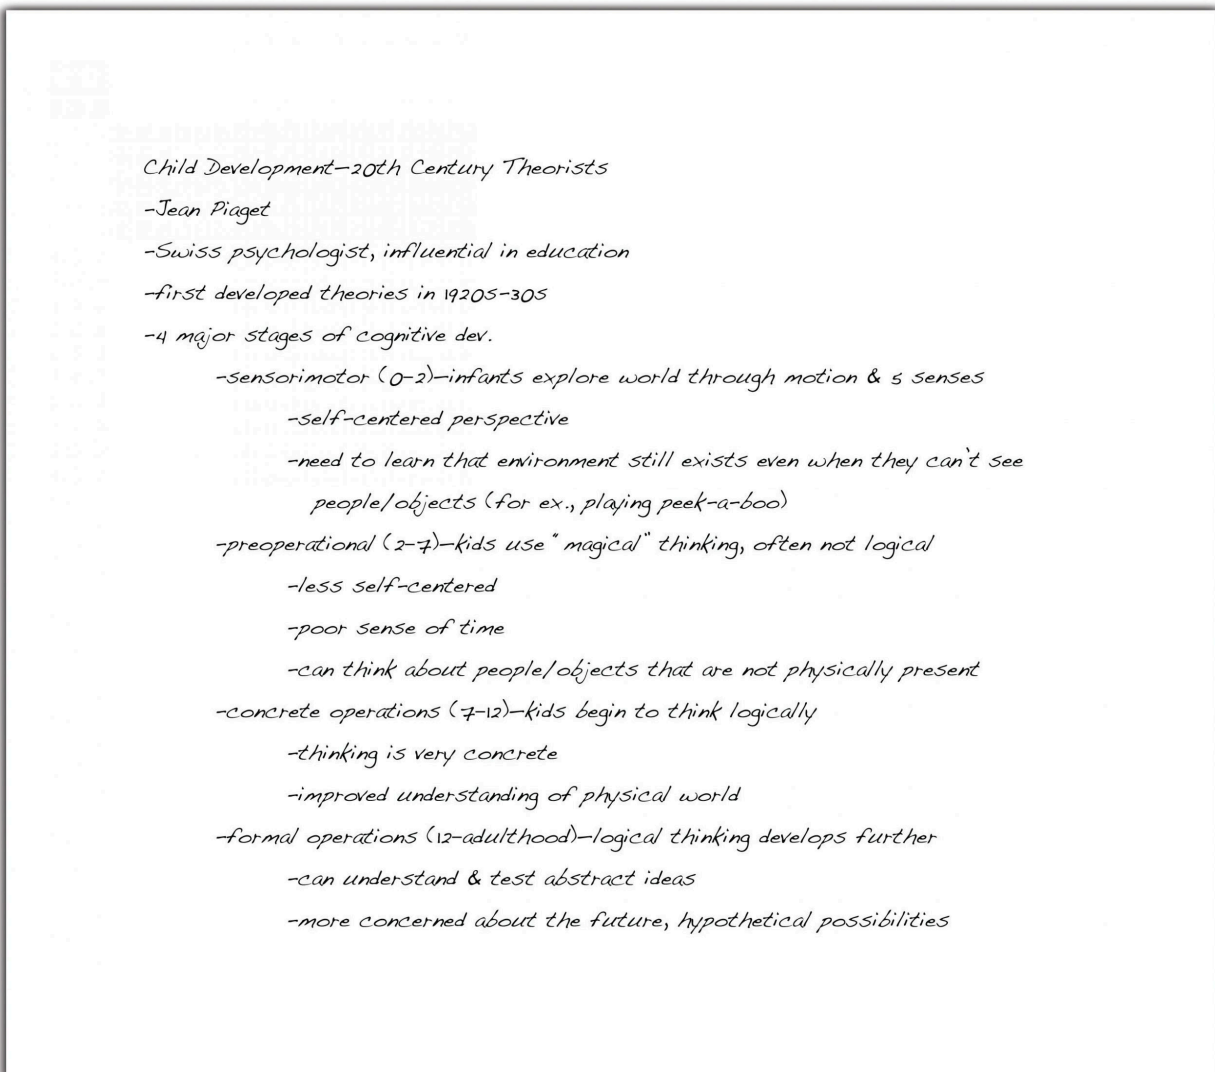 Child Development—20th Century Theorists
-Jean Piaget
-Swiss psychologist, influential in education
-first developed theories in 1920s-30s
-4 major stages of cognitive dev.
-sensorimotor (0-2)—infants explore world through motion & 5 senses
-self-centered perspective
-need to learn that environment still exists even when they can't see
people/objects (for ex., playing peek-a-boo)
-preoperational (2-7)—kids use "magical" thinking, often not logical
-less self-centered
-poor sense of time
-can think about people/objects that are not physically present
-concrete operations (7-12)—kids begin to think logically
-thinking is very concrete
-improved understanding of physical world
-formal operations (12-adulthood)—logical thinking develops further
-can understand & test abstract ideas
-more concerned about the future, hypothetical possibilities